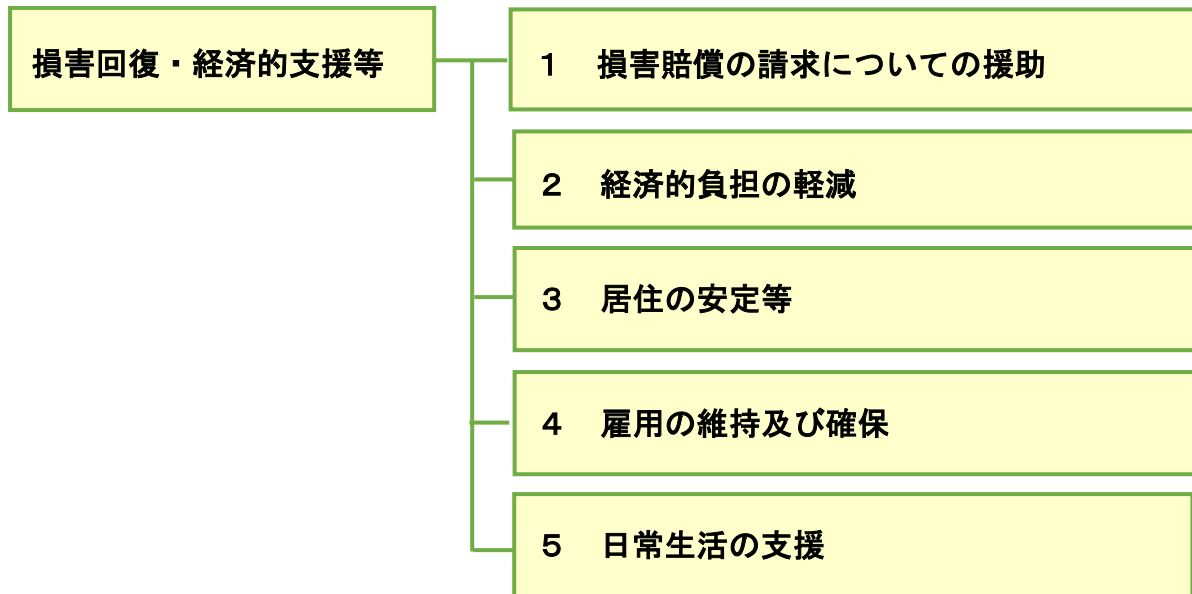 損害回復・経済的支援等
１　損害賠償の請求についての援助
２　経済的負担の軽減
３　居住の安定等
４　雇用の維持及び確保
５　日常生活の支援